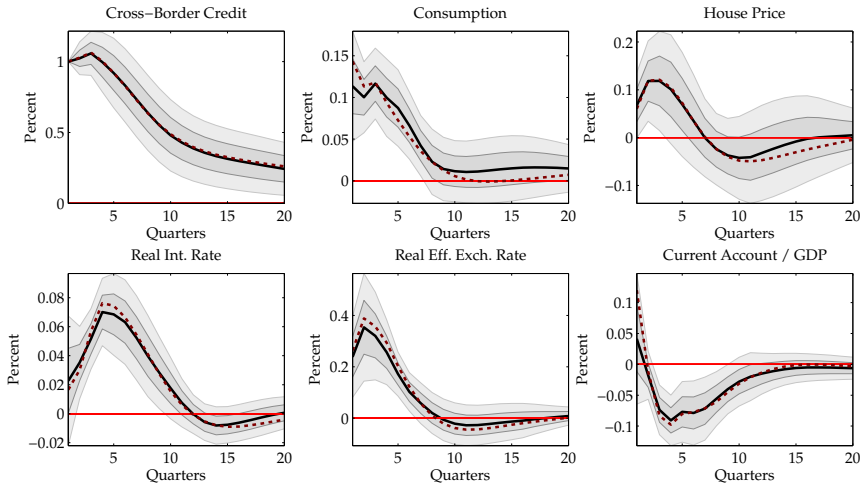 Cross−Border Credit
Consumption
House Price
Percent
1
0.5
0
5 10 15 20
Quarters
Percent
0.15
0.1
0.05
0
5 10 15 20
Quarters
Percent
0.2
0.1
0
−0.1
5 10 15 20
Quarters
Real Int. Rate
Real Eff. Exch. Rate
Current Account / GDP
Percent
0.08
0.06
0.04
0.02
0
−0.02
5 10 15 20
Quarters
Percent
0.4
0.2
0
5 10 15 20
Quarters
Percent
0.1
0.05
0
−0.05
−0.1
5 10 15 20
Quarters